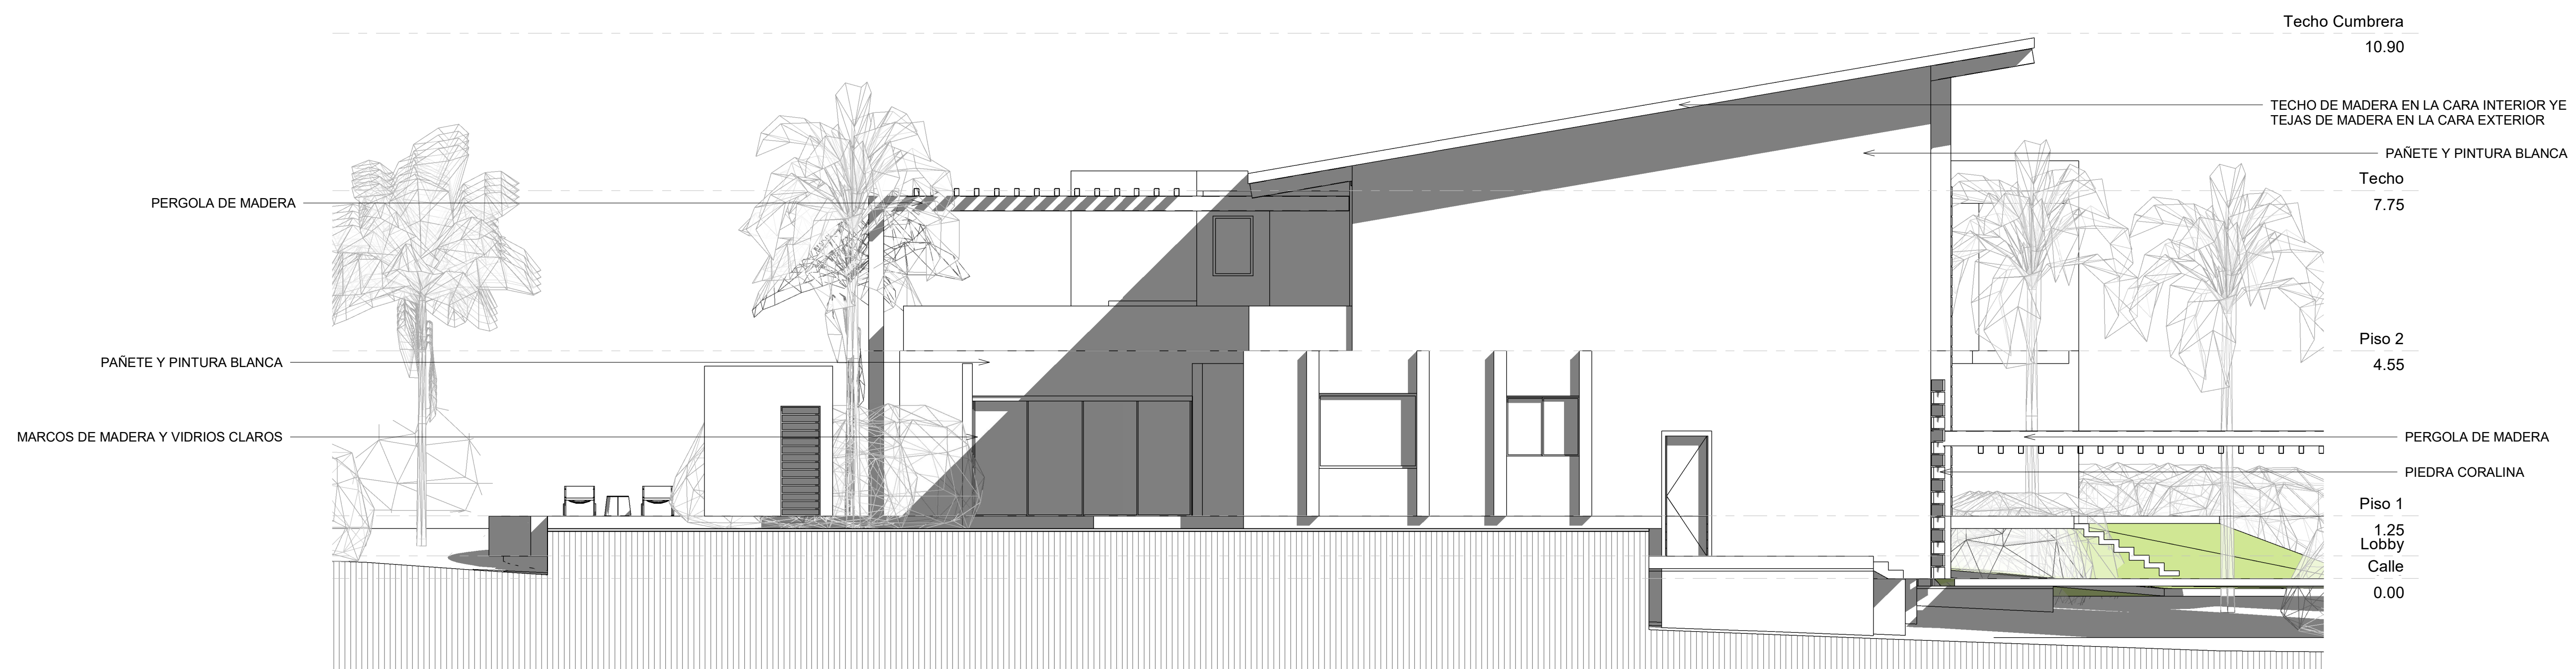 Techo Cumbrera
10.90
TECHO DE MADERA EN LA CARA INTERIOR YE
TEJAS DE MADERA EN LA CARA EXTERIOR
PAÑETE Y PINTURA BLANCA
Techo
7.75
PERGOLA DE MADERA
Piso 2
4.55
PAÑETE Y PINTURA BLANCA
MARCOS DE MADERA Y VIDRIOS CLAROS
PERGOLA DE MADERA
PIEDRA CORALINA
Piso 1
1.25
Lobby
Calle
0.00